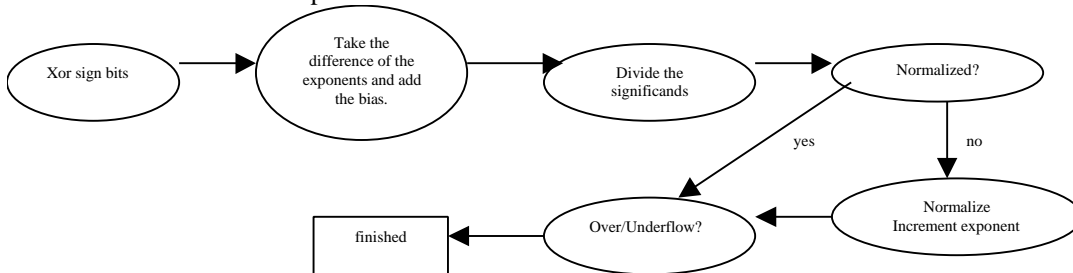 Xor sign bits
Take the
difference of the
exponents and add
the bias.
Divide the
significands
Normalized?
yes
no
Normalize
Increment exponent
Over/Underflow?
finished